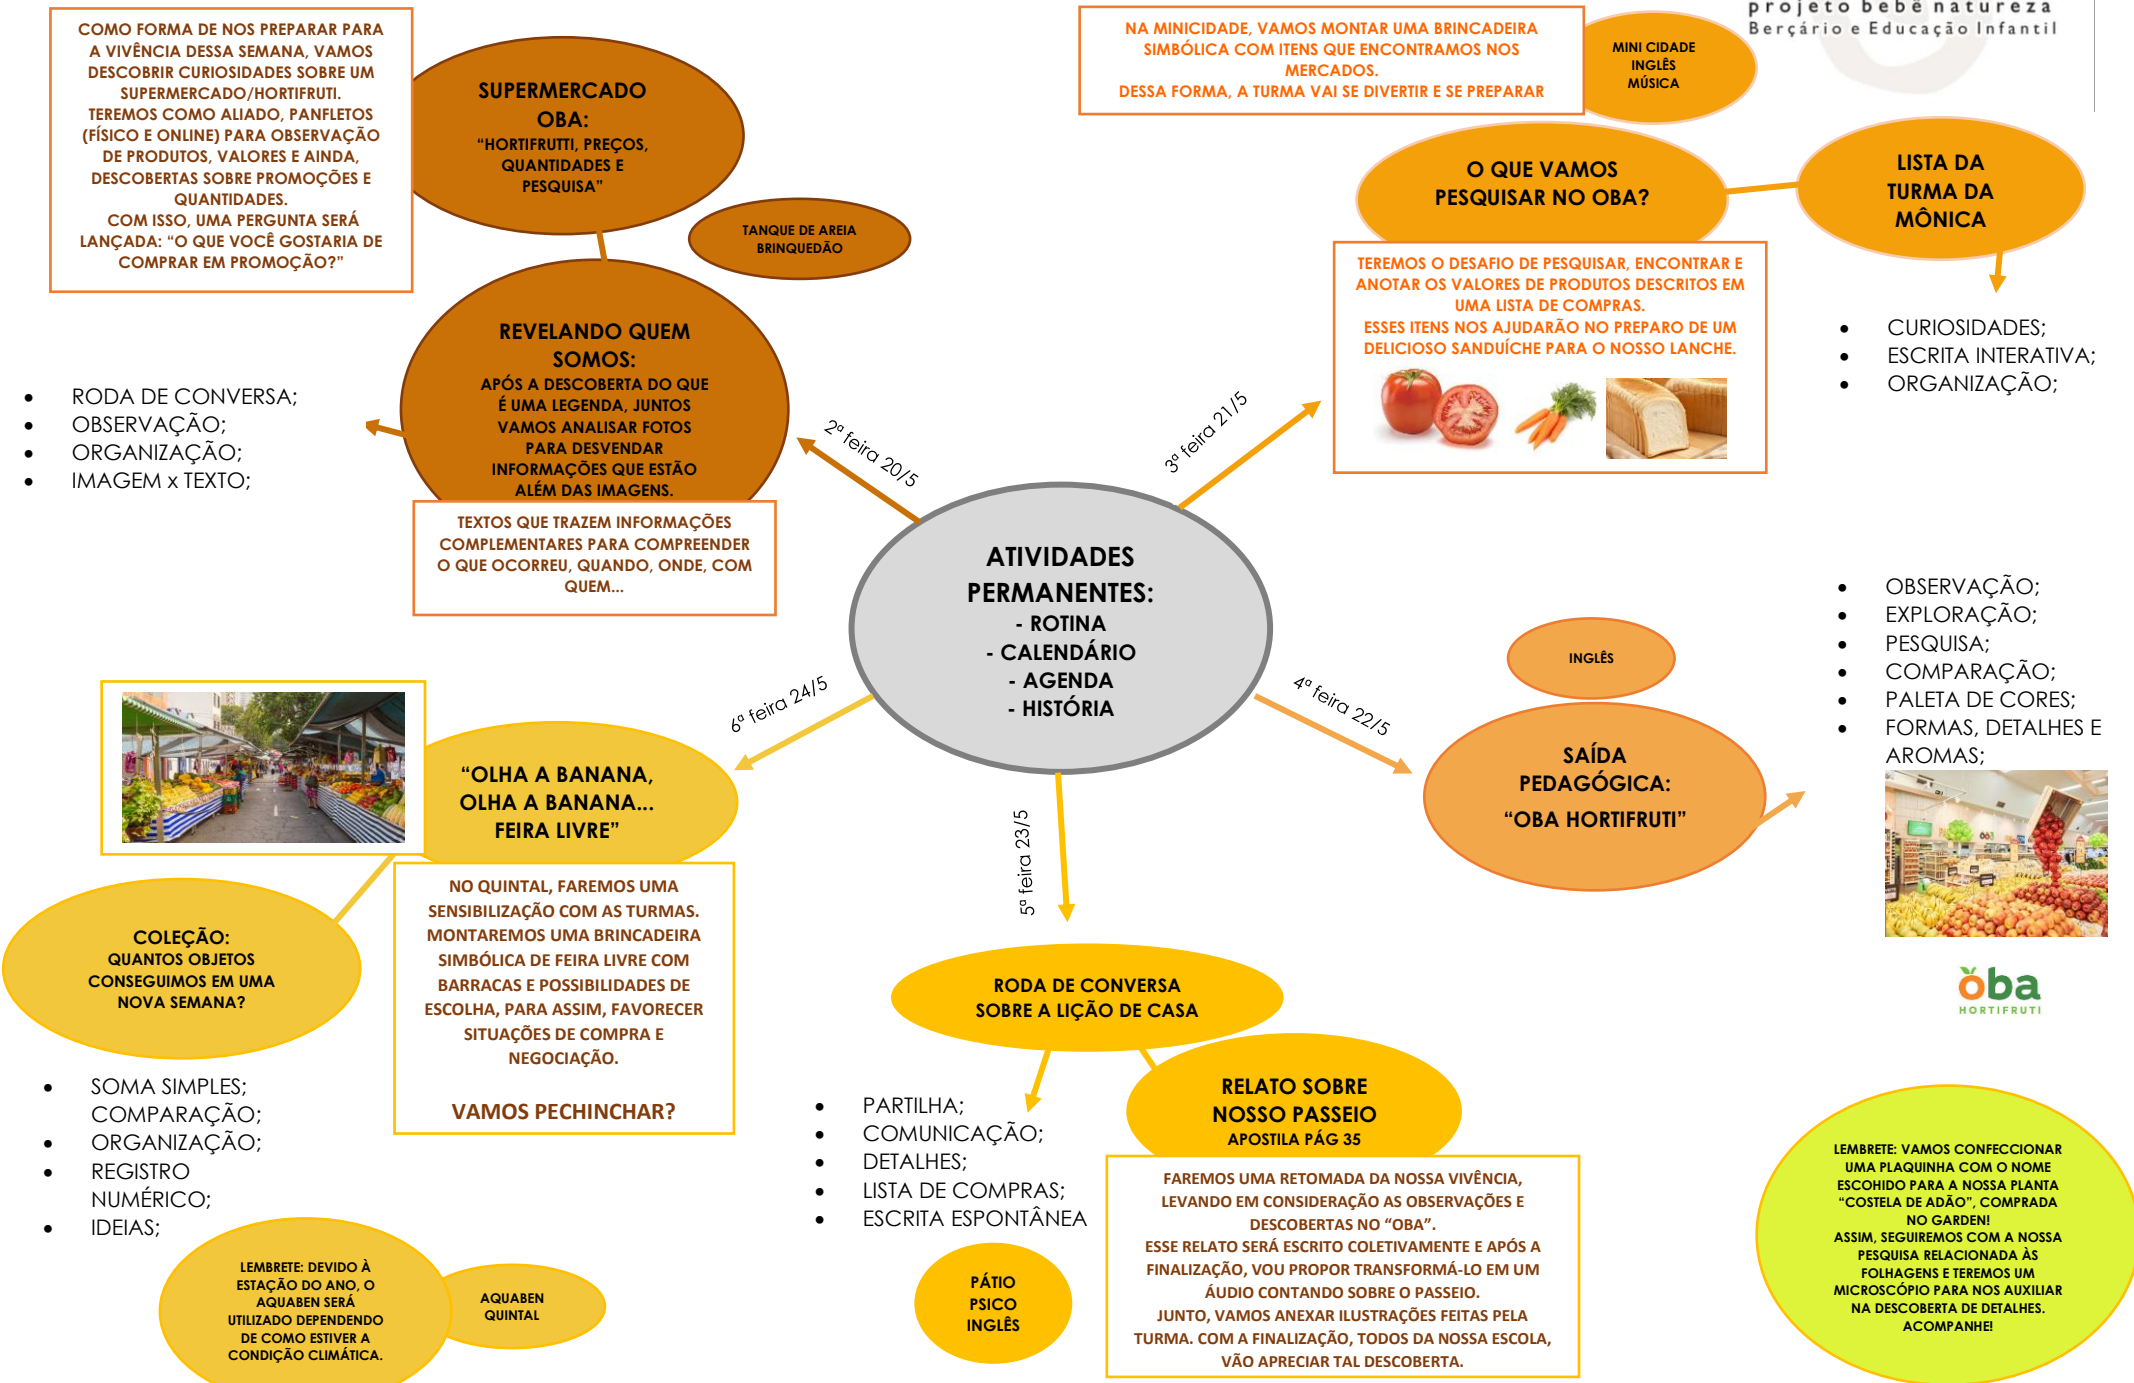 projeto bebê natureza
Berçário e Educação Infantil
COMO FORMA DE NOS PREPARAR PARA
A VIVÊNCIA DESSA SEMANA, VAMOS
DESCOBRIR CURIOSIDADES SOBRE UM
SUPERMERCADO/HORTIFRUTI.
TEREMOS COMO ALIADO, PANFLETOS
(FÍSICO E ONLINE) PARA OBSERVAÇÃO
DE PRODUTOS, VALORES E AINDA,
DESCOBERTAS SOBRE PROMOÇÕES E
QUANTIDADES.
COM ISSO, UMA PERGUNTA SERÁ
LANÇADA: “O QUE VOCÊ GOSTARIA DE
COMPRAR EM PROMOÇÃO?”
SUPERMERCADO
OBA:
“HORTIFRUTTI, PREÇOS,
QUANTIDADES E
PESQUISA”
TANQUE DE AREIA
BRINQUEDÃO
REVELANDO QUEM
SOMOS:
APÓS A DESCOBERTA DO QUE
É UMA LEGENDA, JUNTOS
VAMOS ANALISAR FOTOS
PARA DESVENDAR
INFORMAÇÕES QUE ESTÃO
ALÉM DAS IMAGENS.
TEXTOS QUE TRAZEM INFORMAÇÕES
COMPLEMENTARES PARA COMPREENDER
O QUE OCORREU, QUANDO, ONDE, COM
QUEM...
• RODA DE CONVERSA;
• OBSERVAÇÃO;
• ORGANIZAÇÃO;
• IMAGEM x TEXTO;
2ª feira 20/5
NA MINICIDADE, VAMOS MONTAR UMA BRINCADEIRA
SIMBÓLICA COM ITENS QUE ENCONTRAMOS NOS
MERCADOS.
DESSA FORMA, A TURMA VAI SE DIVERTIR E SE PREPARAR
MINI CIDADE
INGLÊS
MÚSICA
O QUE VAMOS
PESQUISAR NO OBA?
LISTA DA
TURMA DA
MÔNICA
TEREMOS O DESAFIO DE PESQUISAR, ENCONTRAR E
ANOTAR OS VALORES DE PRODUTOS DESCRITOS EM
UMA LISTA DE COMPRAS.
ESSES ITENS NOS AJUDARÃO NO PREPARO DE UM
DELICIOSO SANDUÍCHE PARA O NOSSO LANCHE.
• CURIOSIDADES;
• ESCRITA INTERATIVA;
• ORGANIZAÇÃO;
3ª feira 21/5
ATIVIDADES
PERMANENTES:
- ROTINA
- CALENDÁRIO
- AGENDA
- HISTÓRIA
4ª feira 22/5
INGLÊS
SAÍDA
PEDAGÓGICA:
“OBA HORTIFRUTI”
• OBSERVAÇÃO;
• EXPLORAÇÃO;
• PESQUISA;
• COMPARAÇÃO;
• PALETA DE CORES;
• FORMAS, DETALHES E
AROMAS;
oba
HORTIFRUTI
6ª feira 24/5
“OLHA A BANANA,
OLHA A BANANA...
FEIRA LIVRE”
NO QUINTAL, FAREMOS UMA
SENSIBILIZAÇÃO COM AS TURMAS.
MONTAREMOS UMA BRINCADEIRA
SIMBÓLICA DE FEIRA LIVRE COM
BARRACAS E POSSIBILIDADES DE
ESCOLHA, PARA ASSIM, FAVORECER
SITUAÇÕES DE COMPRA E
NEGOCIAÇÃO.
VAMOS PECHINCHAR?
COLEÇÃO:
QUANTOS OBJETOS
CONSEGUIMOS EM UMA
NOVA SEMANA?
• SOMA SIMPLES;
COMPARAÇÃO;
• ORGANIZAÇÃO;
• REGISTRO
NUMÉRICO;
• IDEIAS;
LEMBRETE: DEVIDO À
ESTAÇÃO DO ANO, O
AQUABEN SERÁ
UTILIZADO DEPENDENDO
DE COMO ESTIVER A
CONDIÇÃO CLIMÁTICA.
AQUABEN
QUINTAL
5ª feira 23/5
RODA DE CONVERSA
SOBRE A LIÇÃO DE CASA
• PARTILHA;
• COMUNICAÇÃO;
• DETALHES;
• LISTA DE COMPRAS;
• ESCRITA ESPONTÂNEA
PÁTIO
PSICO
INGLÊS
RELATO SOBRE
NOSSO PASSEIO
APOSTILA PÁG 35
FAREMOS UMA RETOMADA DA NOSSA VIVÊNCIA,
LEVANDO EM CONSIDERAÇÃO AS OBSERVAÇÕES E
DESCOBERTAS NO “OBA”.
ESSE RELATO SERÁ ESCRITO COLETIVAMENTE E APÓS A
FINALIZAÇÃO, VOU PROPOR TRANSFORMÁ-LO EM UM
ÁUDIO CONTANDO SOBRE O PASSEIO.
JUNTO, VAMOS ANEXAR ILUSTRAÇÕES FEITAS PELA
TURMA. COM A FINALIZAÇÃO, TODOS DA NOSSA ESCOLA,
VÃO APRECIAR TAL DESCOBERTA.
LEMBRETE: VAMOS CONFECCIONAR
UMA PLAQUINHA COM O NOME
ESCOHIDO PARA A NOSSA PLANTA
“COSTELA DE ADÃO”, COMPRADA
NO GARDEN!
ASSIM, SEGUIREMOS COM A NOSSA
PESQUISA RELACIONADA ÀS
FOLHAGENS E TEREMOS UM
MICROSCÓPIO PARA NOS AUXILIAR
NA DESCOBERTA DE DETALHES.
ACOMPANHE!